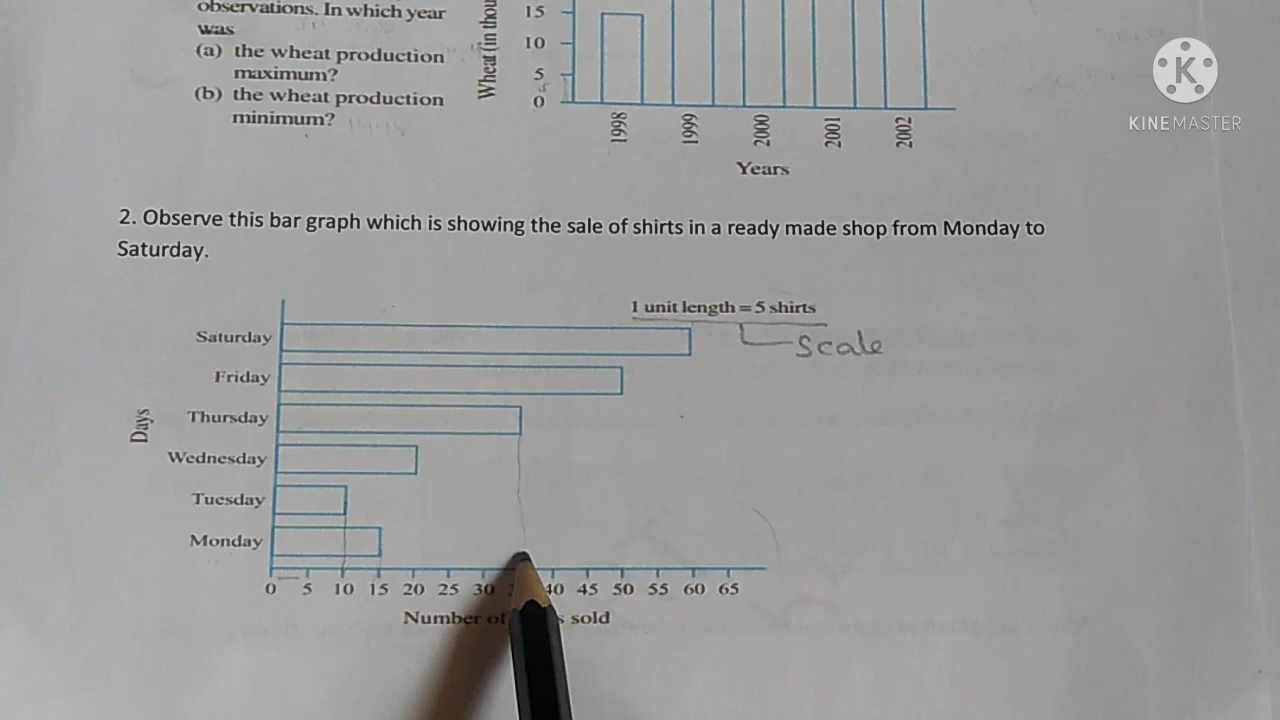 observations. In which year
was
(a) the wheat production
maximum?
(b) the wheat production
minimum?
Wheat (in thou
15
10
5
0
1998
1999
2000
2001
2002
Years
K
KINEMASTER
2. Observe this bar graph which is showing the sale of shirts in a ready made shop from Monday to
Saturday.
1 unit length = 5 shirts
Scale
Days
Saturday
Friday
Thursday
Wednesday
Tuesday
Monday
0 5 10 15 20 25 30 40 45 50 55 60 65
Number of sold